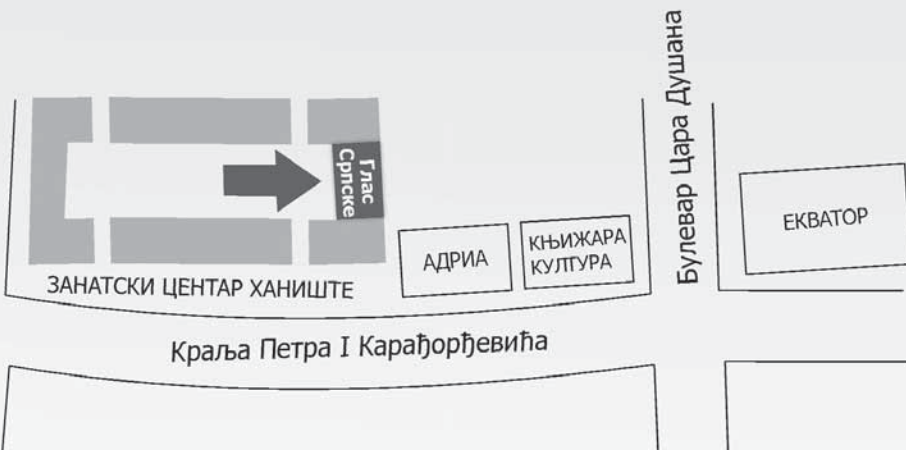 Булевар Цара Душана
Глас
Српске
ЕКВАТОР
АДРИА
КЊИЖАРА
КУЛТУРА
ЗАНАТСКИ ЦЕНТАР ХАНИШТЕ
Краља Петра I Карађорђевића